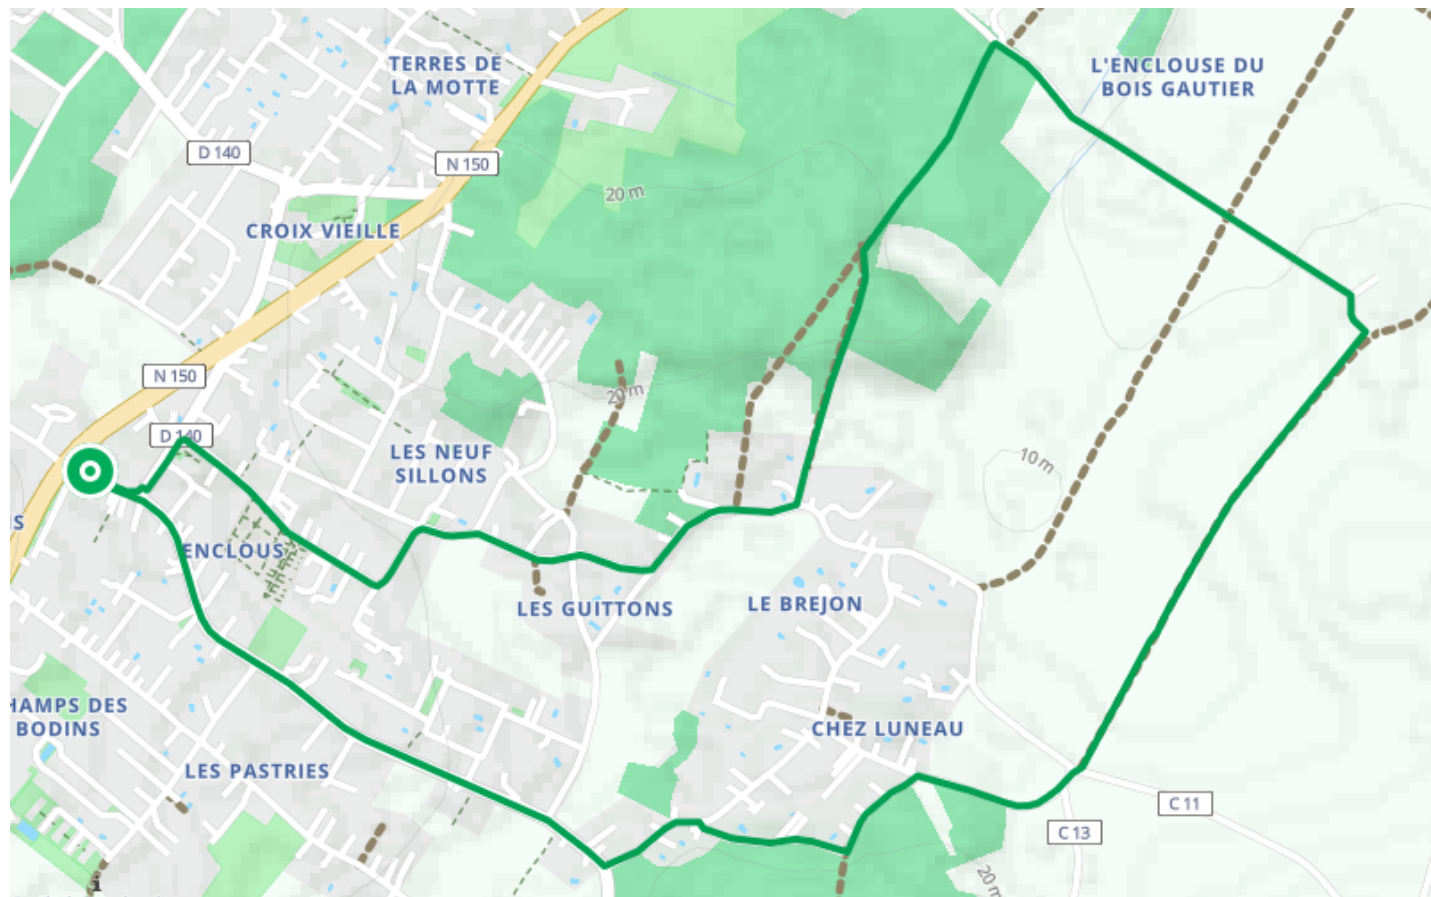 TERRES DE
LA MOTTE
L'ENCLOUSE DU
BOIS GAUTIER
D 140
N 150
20 m
CROIX VIEILLE
N 150
20 m
D 140
LES NEUF
SILLONS
10 m
ENCLOUS
LES GUITTONS
LE BREJON
HAMPS DES
BODINS
CHEZ LUNEAU
LES PASTRIES
C 11
C 13
20 m